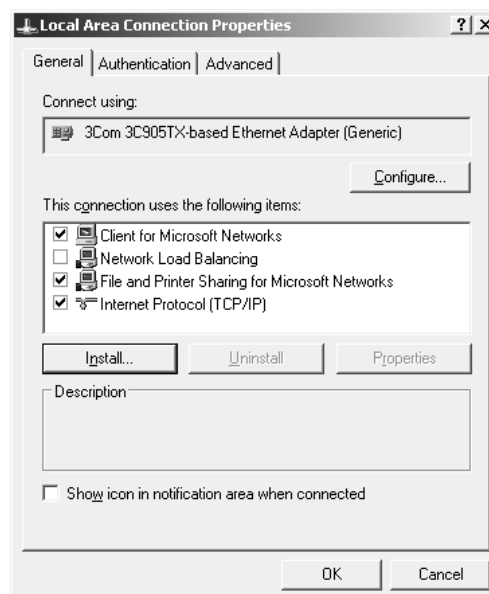 Local Area Connection Properties ? X
General Authentication Advanced
Connect using:
3Com 3C905TX-based Ethernet Adapter (Generic)
Configure...
This connection uses the following items:
Client for Microsoft Networks
Network Load Balancing
File and Printer Sharing for Microsoft Networks
Internet Protocol (TCP/IP)
Install... Uninstall Properties
Description
Show icon in notification area when connected
OK Cancel